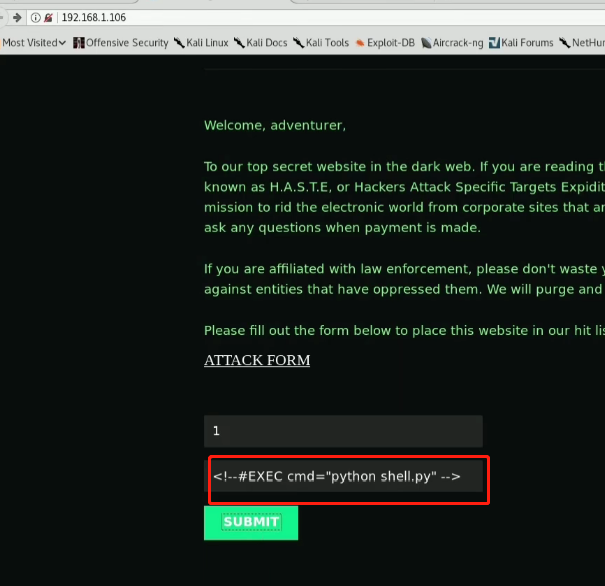 192.168.1.106
Most Visited Offensive Security Kali Linux Kali Docs Kali Tools Exploit-DB Aircrack-ng Kali Forums
Welcome, adventurer,
To our top secret website in the dark web. If you are reading
known as H.A.S.T.E, or Hackers Attack Specific Targets Expidit
mission to rid the electronic world from corporate sites that
ask any questions when payment is made.
If you are affiliated with law enforcement, please don't waste
against entities that have oppressed them. We will purge and
Please fill out the form below to place this website in our hit
ATTACK FORM
1
<!--#EXEC cmd="python shell.py" -->
SUBMIT